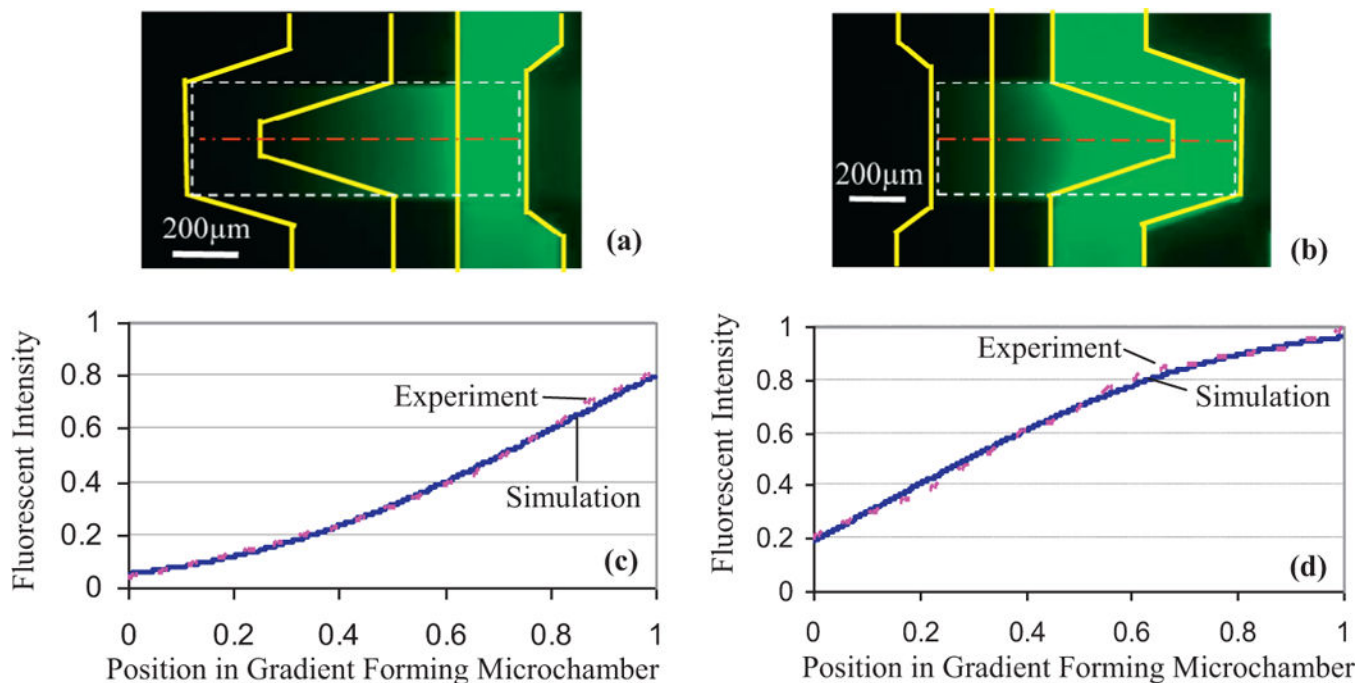 200µm
(a)
200µm
(b)
Fluorescent Intensity
1
0.8
0.6
0.4
0.2
0
Experiment
Simulation
(c)
0 0.2 0.4 0.6 0.8 1
Position in Gradient Forming Microchamber
Fluorescent Intensity
1
0.8
0.6
0.4
0.2
0
Experiment
Simulation
(d)
0 0.2 0.4 0.6 0.8 1
Position in Gradient Forming Microchamber